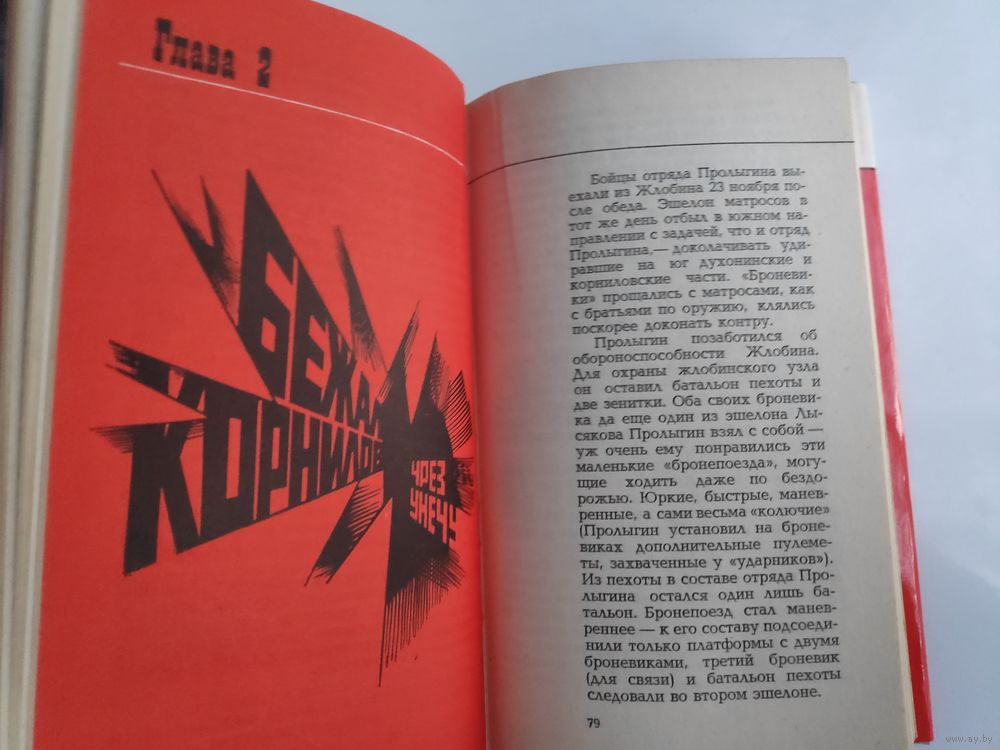 Глава 2
БЕЖАЛ
КОРНИЛОВ
ЧРЕЗ
УНЕЧУ
Бойцы отряда Пролыгина вы-
ехали из Жлобина 23 ноября по-
сле обеда. Эшелон матросов в
тот же день отбыл в южном на-
правлении с задачей, что и отряд
Пролыгина,— доколачивать уди-
равшие на юг духонинские и
корниловские части. «Броневи-
ки» прощались с матросами, как
с братьями по оружию, клялись
поскорее доконать контру.
Пролыгин позаботился об
обороноспособности Жлобина.
Для охраны жлобинского узла
он оставил батальон пехоты и
две зенитки. Оба своих броневи-
ка да еще один из эшелона Лы-
сякова Пролыгин взял с собой —
уж очень ему понравились эти
маленькие «бронепоезда», могу-
щие ходить даже по бездо-
рожью. Юркие, быстрые, манев-
ренные, а сами весьма «колючие»
(Пролыгин установил на броне-
виках дополнительные пулеме-
ты, захваченные у «ударников»).
Из пехоты в составе отряда Про-
лыгина остался один лишь ба-
тальон. Бронепоезд стал манев-
реннее — к его составу подсоеди-
нили только платформы с двумя
броневиками, третий броневик
(для связи) и батальон пехоты
следовали во втором эшелоне.
79
www.ay.by